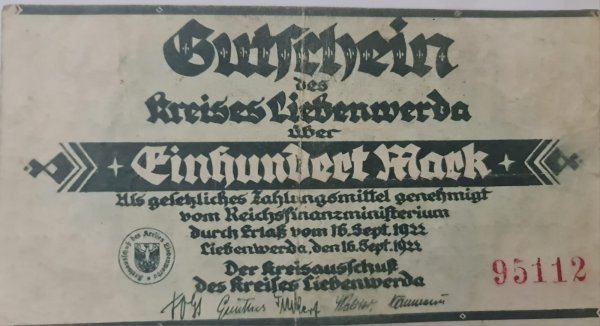 Gutschein
des
Kreises Liebenwerda
über
Einhundert Mark
Als gesetzliches Zahlungsmittel genehmigt
vom Reichsfinanzministerium
durch Erlaß vom 16. Sept. 1922
Liebenwerda, den 16. Sept. 1922
Der Kreisausschuß
des Kreises Liebenwerda
95112